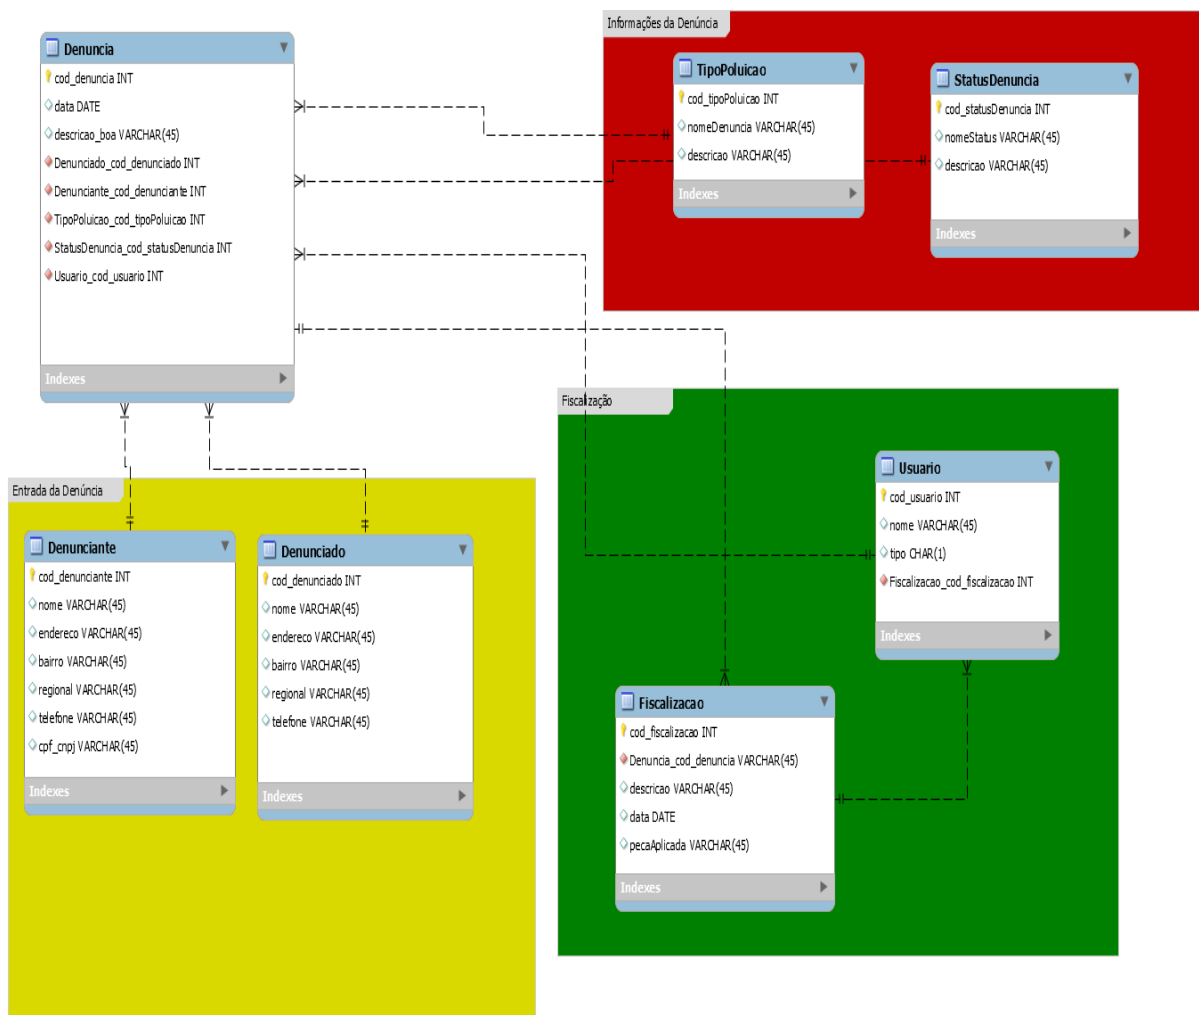 Denuncia
cod_denuncia INT
data DATE
descricao_boa VARCHAR(45)
Denunciado_cod_denunciado INT
Denunciante_cod_denunciante INT
TipoPoluicao_cod_tipoPoluicao INT
StatusDenuncia_cod_statusDenuncia INT
Usuario_cod_usuario INT
Indexes
Informações da Denúncia
TipoPoluicao
cod_tipoPoluicao INT
nomeDenuncia VARCHAR(45)
descricao VARCHAR(45)
Indexes
StatusDenuncia
cod_statusDenuncia INT
nomeStatus VARCHAR(45)
descricao VARCHAR(45)
Indexes
Entrada da Denúncia
Denunciante
cod_denunciante INT
nome VARCHAR(45)
endereco VARCHAR(45)
bairro VARCHAR(45)
regional VARCHAR(45)
telefone VARCHAR(45)
cpf_cnpj VARCHAR(45)
Indexes
Denunciado
cod_denunciado INT
nome VARCHAR(45)
endereco VARCHAR(45)
bairro VARCHAR(45)
regional VARCHAR(45)
telefone VARCHAR(45)
Indexes
Fiscalização
Usuario
cod_usuario INT
nome VARCHAR(45)
tipo CHAR(1)
Fiscalizacao_cod_fiscalizacao INT
Indexes
Fiscalizacao
cod_fiscalizacao INT
Denuncia_cod_denuncia VARCHAR(45)
descricao VARCHAR(45)
data DATE
pecaAplicada VARCHAR(45)
Indexes